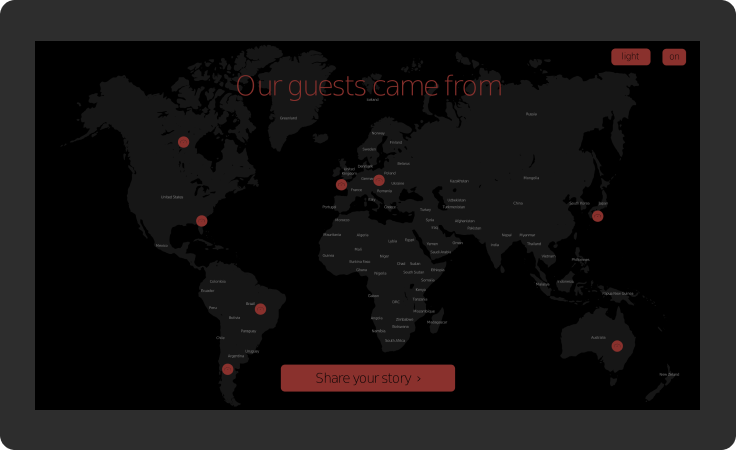 light
on
Our guests came from
Iceland
Russia
Greenland
Norway
Finland
Sweden
Denmark
Belarus
United Kingdom
Poland
Germany
Mongolia
Kazakhstan
Ukraine
France
Romania
United States
Italy
Uzbekistan
China
South Korea
Japan
Portugal
Greece
Turkmenistan
Turkey
Morocco
Syria
Afghanistan
Iraq
Pakistan
Mauritania
Algeria
Libya
Egypt
Mexico
Yemen
Oman
India
Nepal
Myanmar
Thailand
Mali
Saudi Arabia
Guinea
Niger
Vietnam
Philippines
Burkina Faso
Chad
Sudan
Ghana
Nigeria
South Sudan
Ethiopia
Colombia
Somalia
Malaysia
Indonesia
Ecuador
Kenya
Papua New Guinea
Gabon
DRC
Tanzania
Brazil
Peru
Bolivia
Mozambique
Angola
Zimbabwe
Madagascar
Botswana
Namibia
Paraguay
Chile
South Africa
Australia
Uruguay
Argentina
New Zealand
Share your story ›